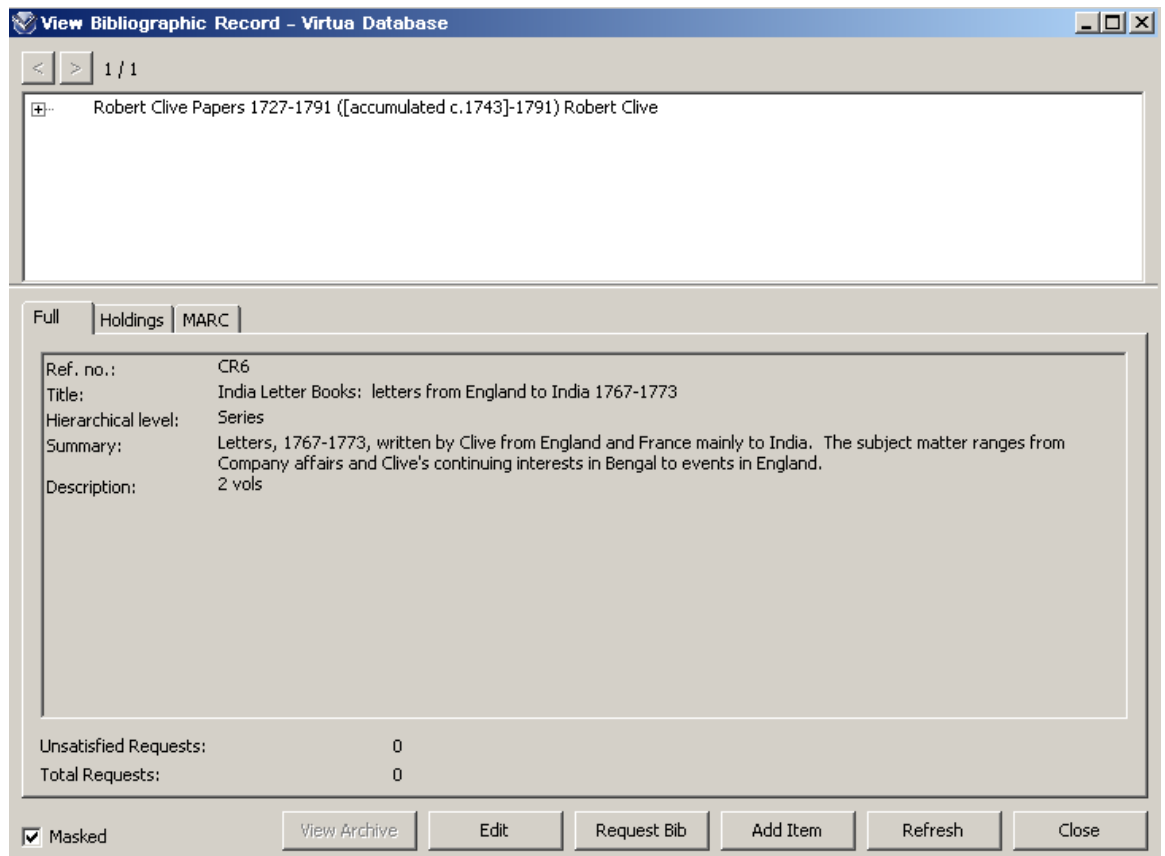 View Bibliographic Record - Virtua Database
< > 1 / 1
Robert Clive Papers 1727-1791 ([accumulated c.1743]-1791) Robert Clive
Full Holdings MARC
Ref. no.: CR6
Title: India Letter Books:  letters from England to India 1767-1773
Hierarchical level: Series
Summary: Letters, 1767-1773, written by Clive from England and France mainly to India.  The subject matter ranges from
Company affairs and Clive's continuing interests in Bengal to events in England.
Description: 2 vols
Unsatisfied Requests: 0
Total Requests: 0
Masked View Archive Edit Request Bib Add Item Refresh Close